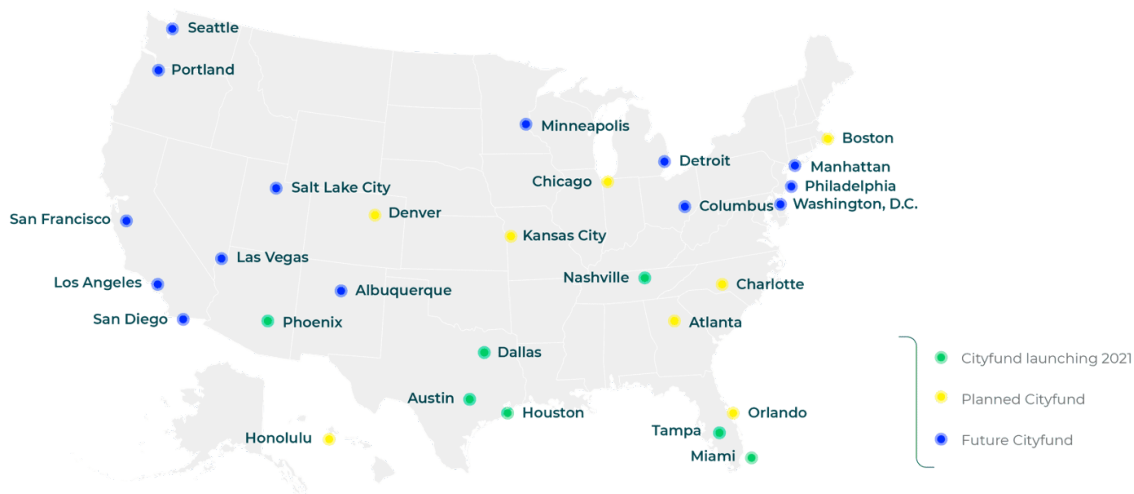 Seattle
Portland
Minneapolis
Boston
Detroit
Manhattan
Chicago
Philadelphia
Salt Lake City
Columbus
Washington, D.C.
Denver
San Francisco
Kansas City
Las Vegas
Nashville
Los Angeles
Charlotte
Albuquerque
San Diego
Phoenix
Atlanta
Dallas
Cityfund launching 2021
Austin
Planned Cityfund
Houston
Orlando
Tampa
Honolulu
Future Cityfund
Miami